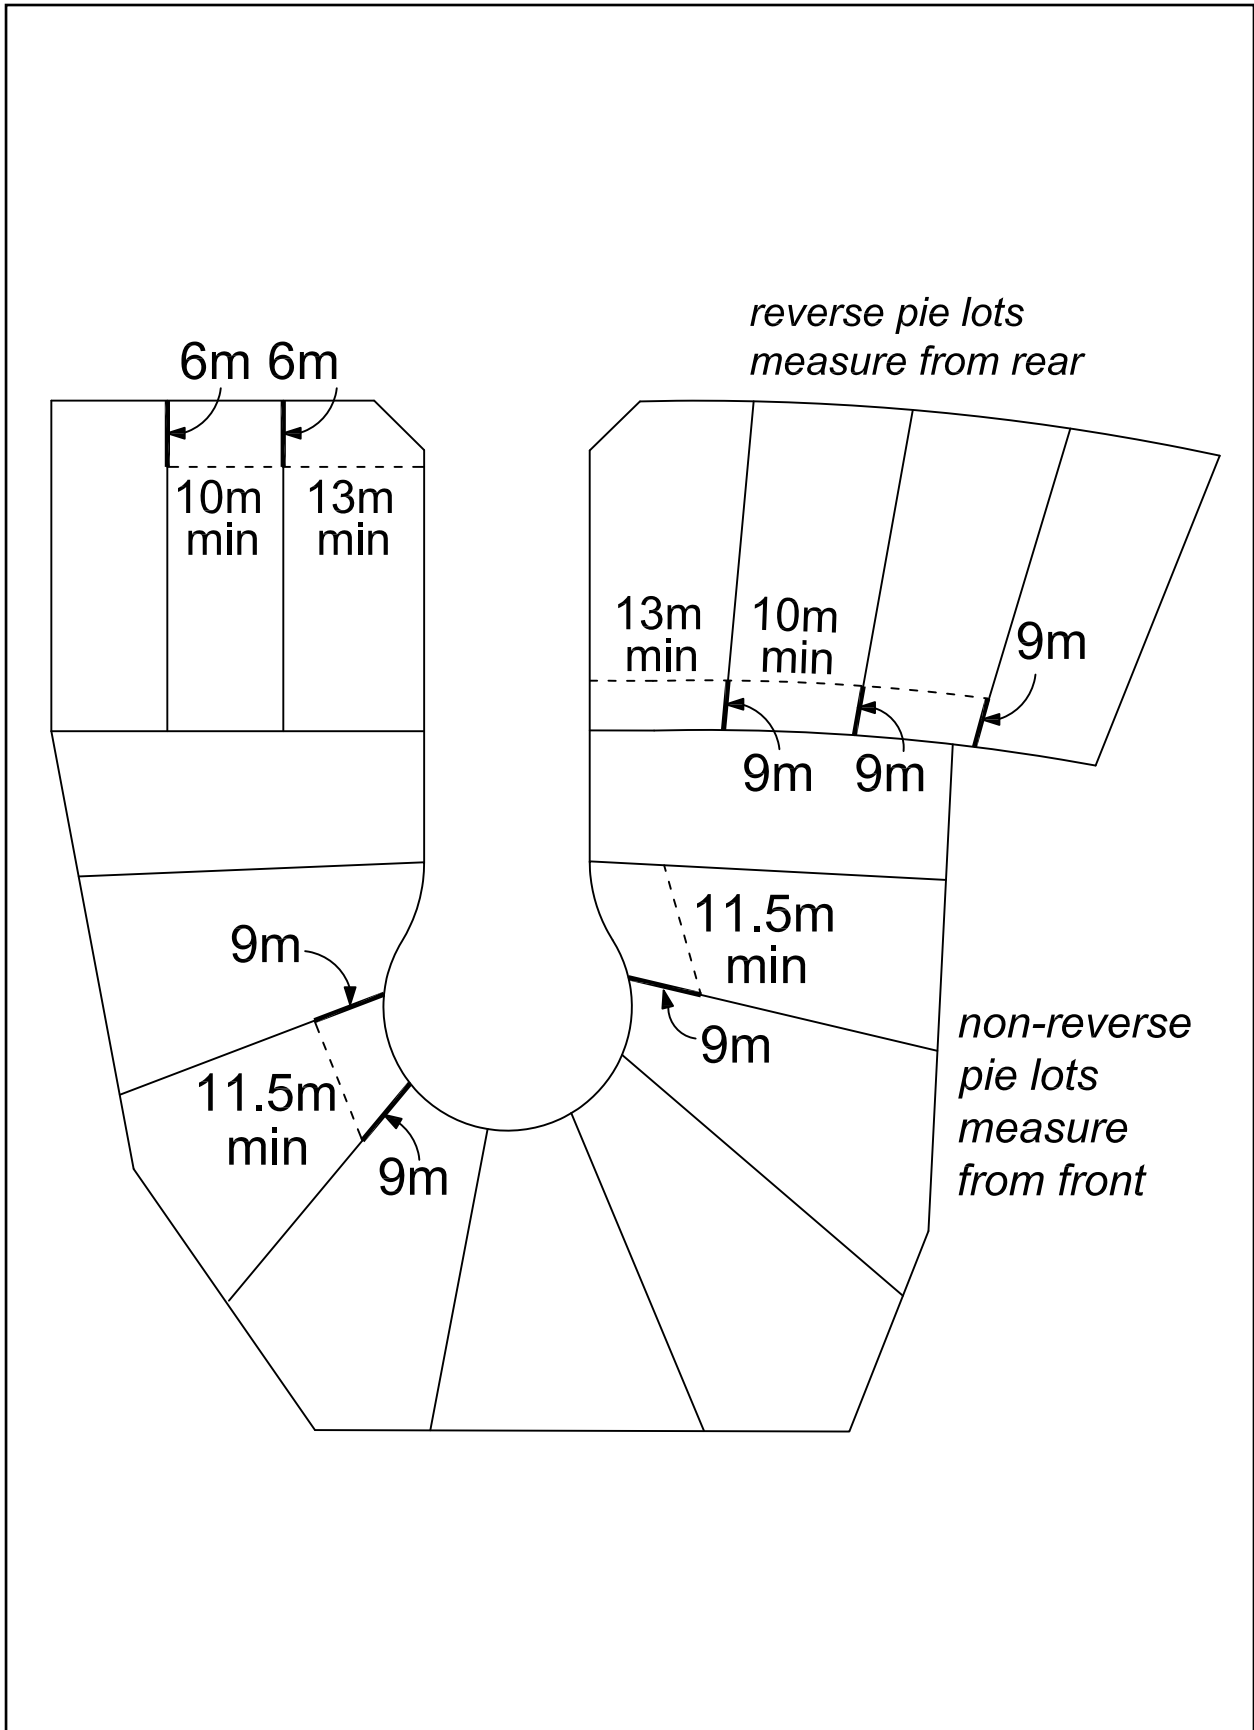 reverse pie lots
measure from rear
6m 6m
10m
min
13m
min
13m
min
10m
min
9m
9m
9m
11.5m
min
9m
9m
non-reverse
pie lots
measure
from front
11.5m
min
9m